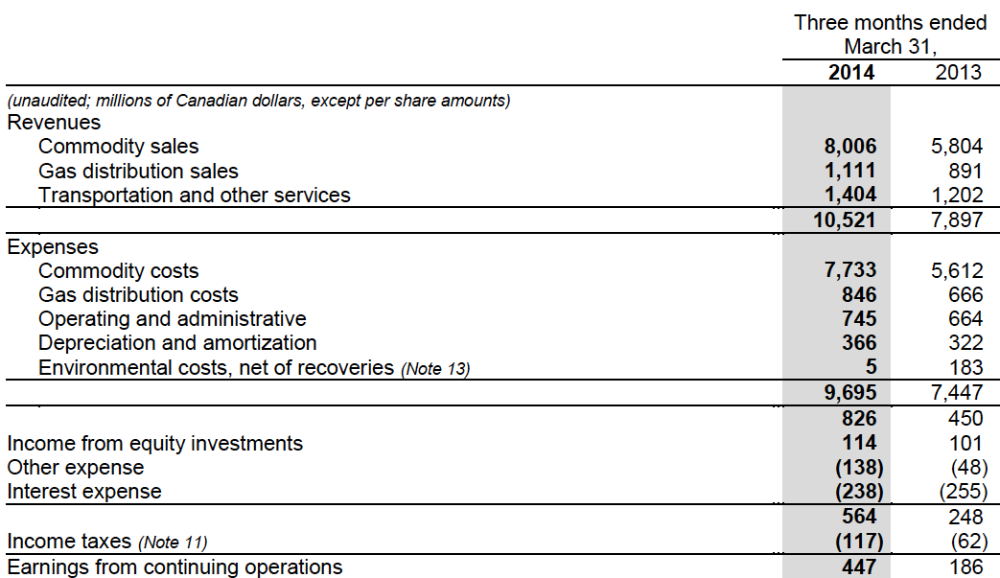 Three months ended
March 31,
2014 2013
(unaudited; millions of Canadian dollars, except per share amounts)
Revenues
Commodity sales 8,006 5,804
Gas distribution sales 1,111 891
Transportation and other services 1,404 1,202
10,521 7,897
Expenses
Commodity costs 7,733 5,612
Gas distribution costs 846 666
Operating and administrative 745 664
Depreciation and amortization 366 322
Environmental costs, net of recoveries (Note 13) 5 183
9,695 7,447
826 450
Income from equity investments 114 101
Other expense (138) (48)
Interest expense (238) (255)
564 248
Income taxes (Note 11) (117) (62)
Earnings from continuing operations 447 186